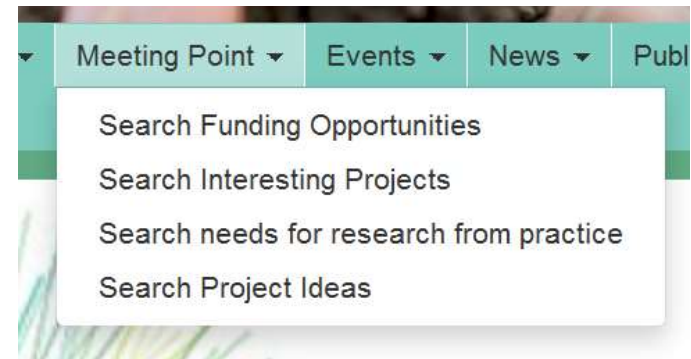 Meeting Point Events News Publ
Search Funding Opportunities
Search Interesting Projects
Search needs for research from practice
Search Project Ideas